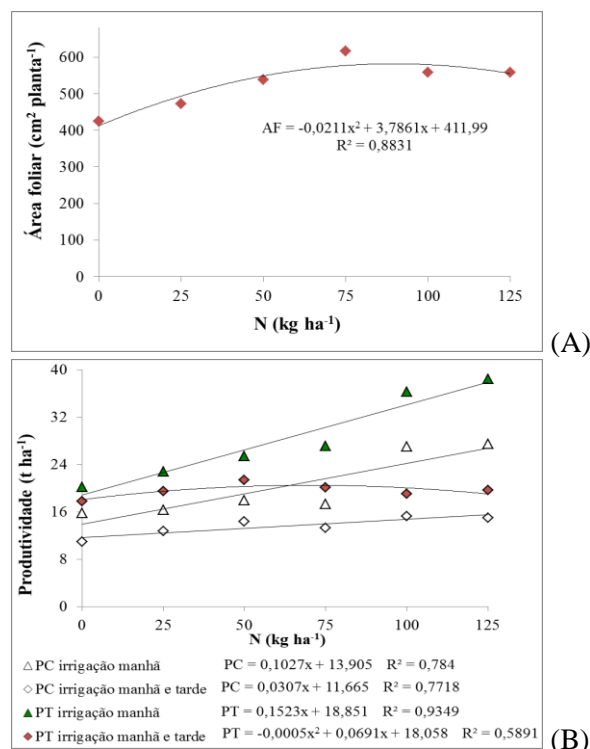 600
500
400
300
200
100
0
Área foliar (cm² planta⁻¹)
AF = -0,0211x² + 3,7861x + 411,99
R² = 0,8831
0 25 50 75 100 125
N (kg ha⁻¹)
(A)
40
32
24
16
8
0
Produtividade (t ha⁻¹)
0 25 50 75 100 125
N (kg ha⁻¹)
PC irrigação manhã PC = 0,1027x + 13,905 R² = 0,784
PC irrigação manhã e tarde PC = 0,0307x + 11,665 R² = 0,7718
PT irrigação manhã PT = 0,1523x + 18,851 R² = 0,9349
PT irrigação manhã e tarde PT = -0,0005x² + 0,0691x + 18,058 R² = 0,5891
(B)